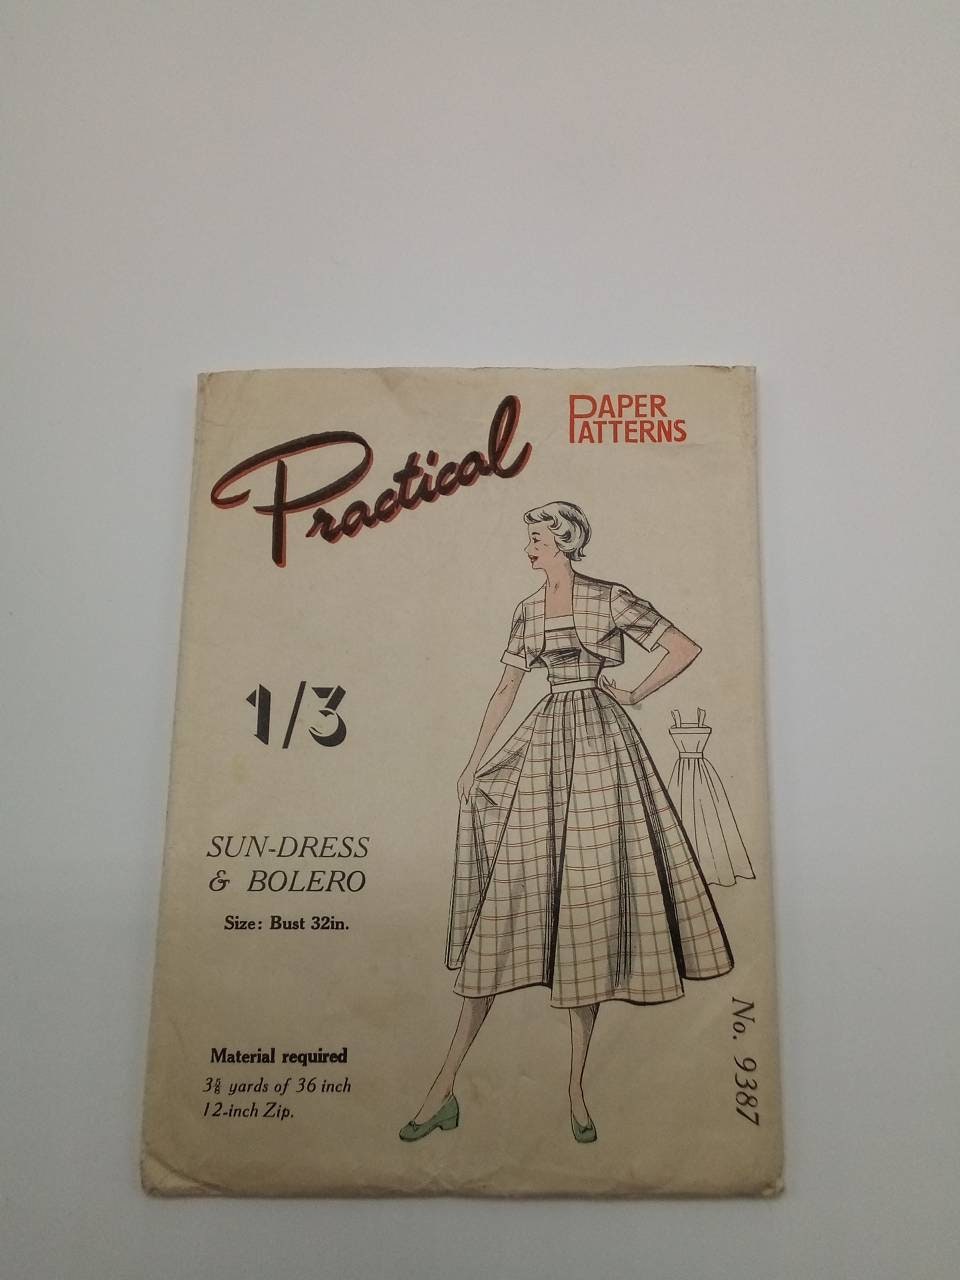 Practical
PAPER
PATTERNS
1/3
SUN-DRESS
& BOLERO
Size: Bust 32in.
Material required
3⅝ yards of 36 inch
12-inch Zip.
No. 9387